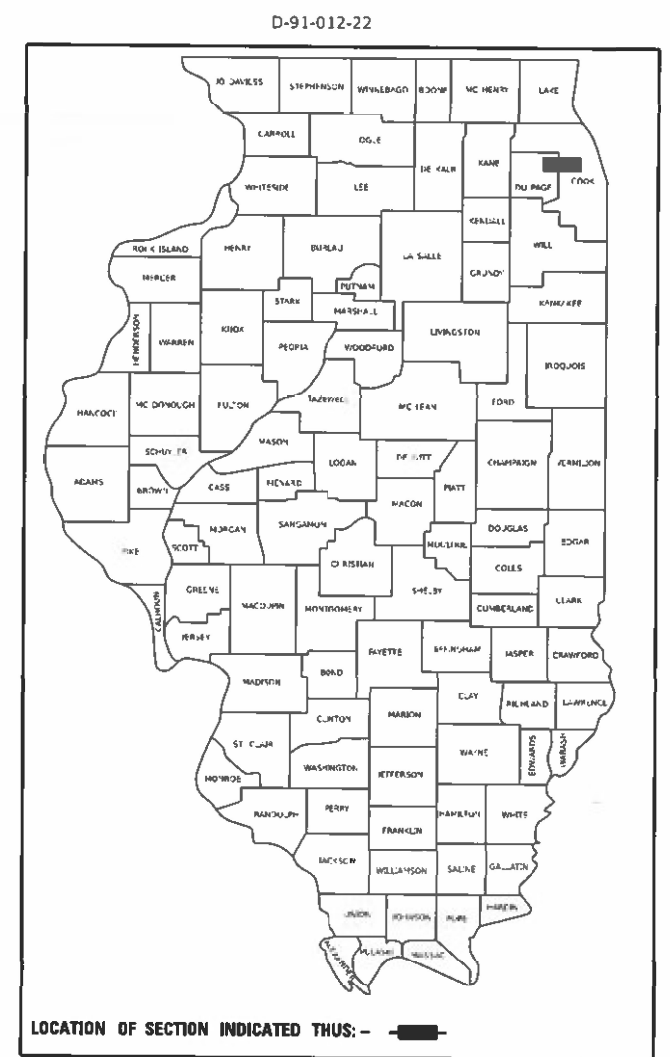 D-91-012-22
JO DAVIESS STEPHENSON WINNEBAGO BOONE MC HENRY LAKE
CARROLL OGLE
DE KALB KANE
DU PAGE COOK
WHITESIDE LEE
KENDALL
ROCK ISLAND HENRY BUREAU LA SALLE WILL
MERCER GRUNDY
PUTNAM
STARK KANKAKEE
MARSHALL
HENDERSON WARREN KNOX LIVINGSTON
PEORIA WOODFORD
IROQUOIS
HANCOCK MC DONOUGH FULTON TAZEWELL MC LEAN FORD
MASON
SCHUYLER LOGAN DE WITT CHAMPAIGN VERMILION
ADAMS BROWN CASS MENARD PIATT
MACON
MORGAN SANGAMON DOUGLAS
PIKE SCOTT MOULTRIE EDGAR
CHRISTIAN COLES
CALHOUN GREENE MACOUPIN MONTGOMERY SHELBY CLARK
CUMBERLAND
JERSEY
FAYETTE EFFINGHAM JASPER CRAWFORD
MADISON BOND
CLAY RICHLAND LAWRENCE
CLINTON MARION
ST. CLAIR WAYNE EDWARDS WABASH
WASHINGTON JEFFERSON
MONROE
RANDOLPH PERRY HAMILTON WHITE
FRANKLIN
JACKSON WILLIAMSON SALINE GALLATIN
UNION JOHNSON POPE HARDIN
ALEXANDER PULASKI MASSAC
LOCATION OF SECTION INDICATED THUS: -